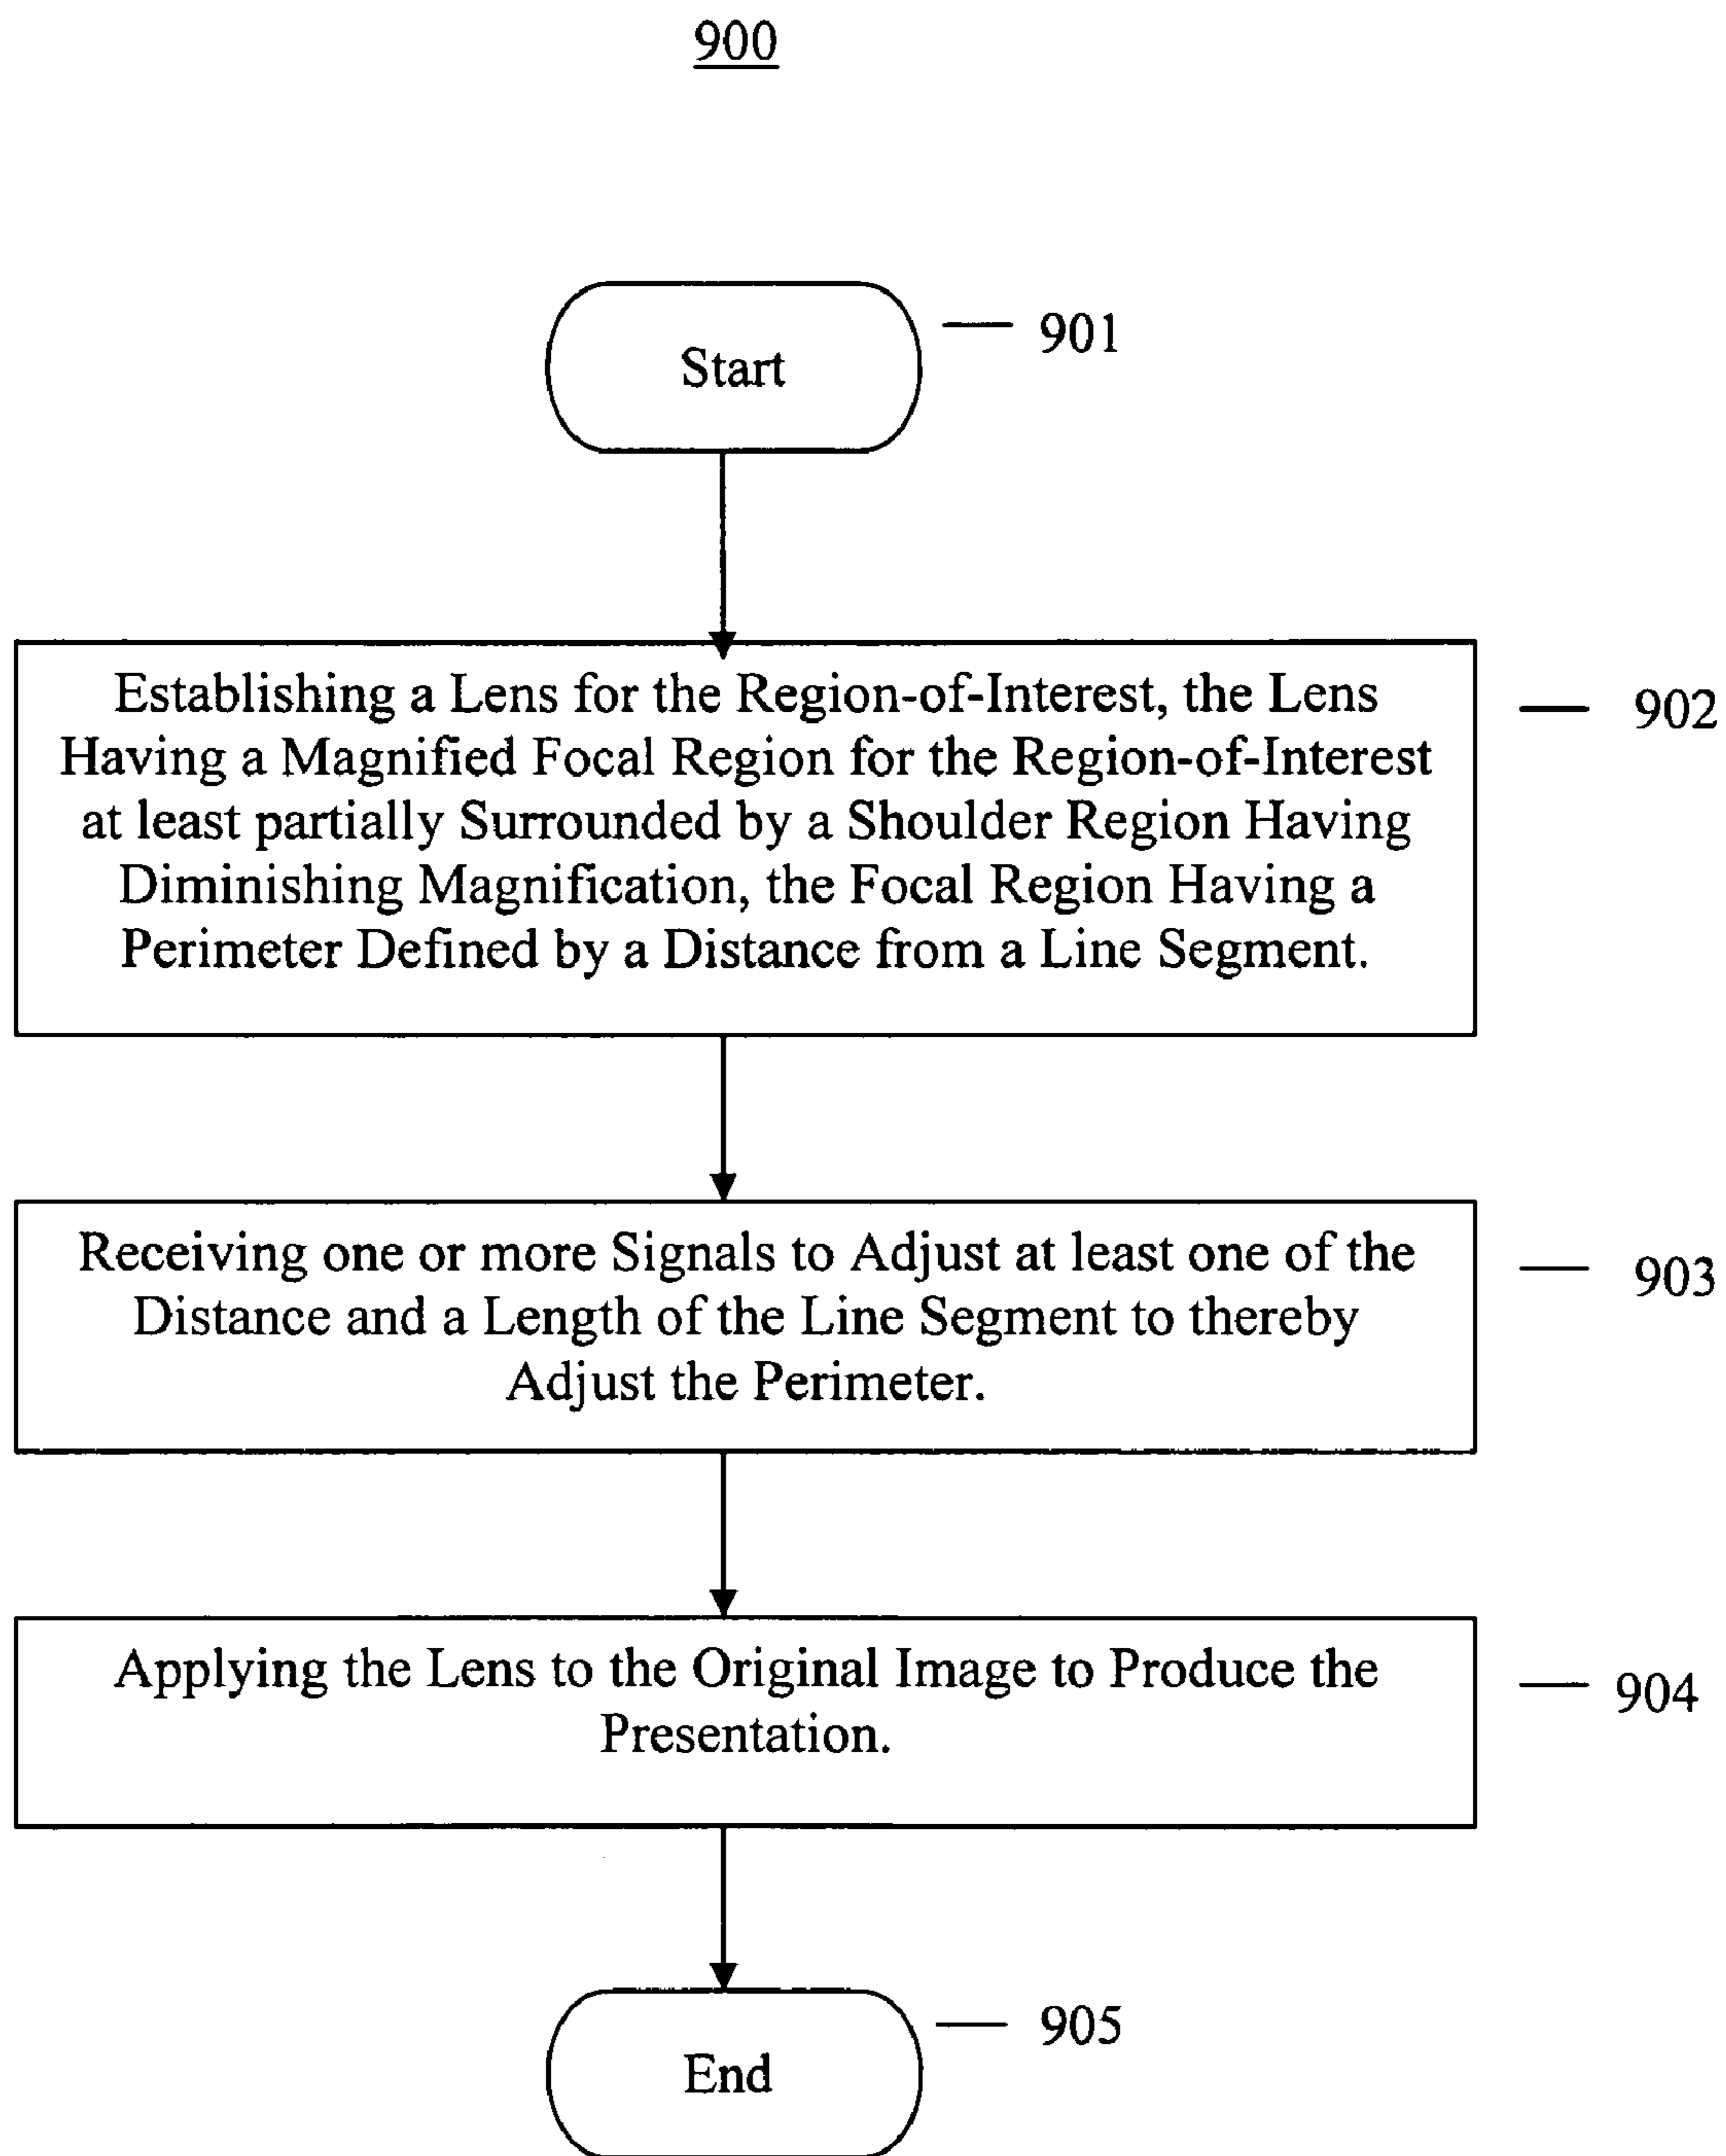 900
Start
901
Establishing a Lens for the Region-of-Interest, the Lens
Having a Magnified Focal Region for the Region-of-Interest
at least partially Surrounded by a Shoulder Region Having
Diminishing Magnification, the Focal Region Having a
Perimeter Defined by a Distance from a Line Segment.
902
Receiving one or more Signals to Adjust at least one of the
Distance and a Length of the Line Segment to thereby
Adjust the Perimeter.
903
Applying the Lens to the Original Image to Produce the
Presentation.
904
End
905